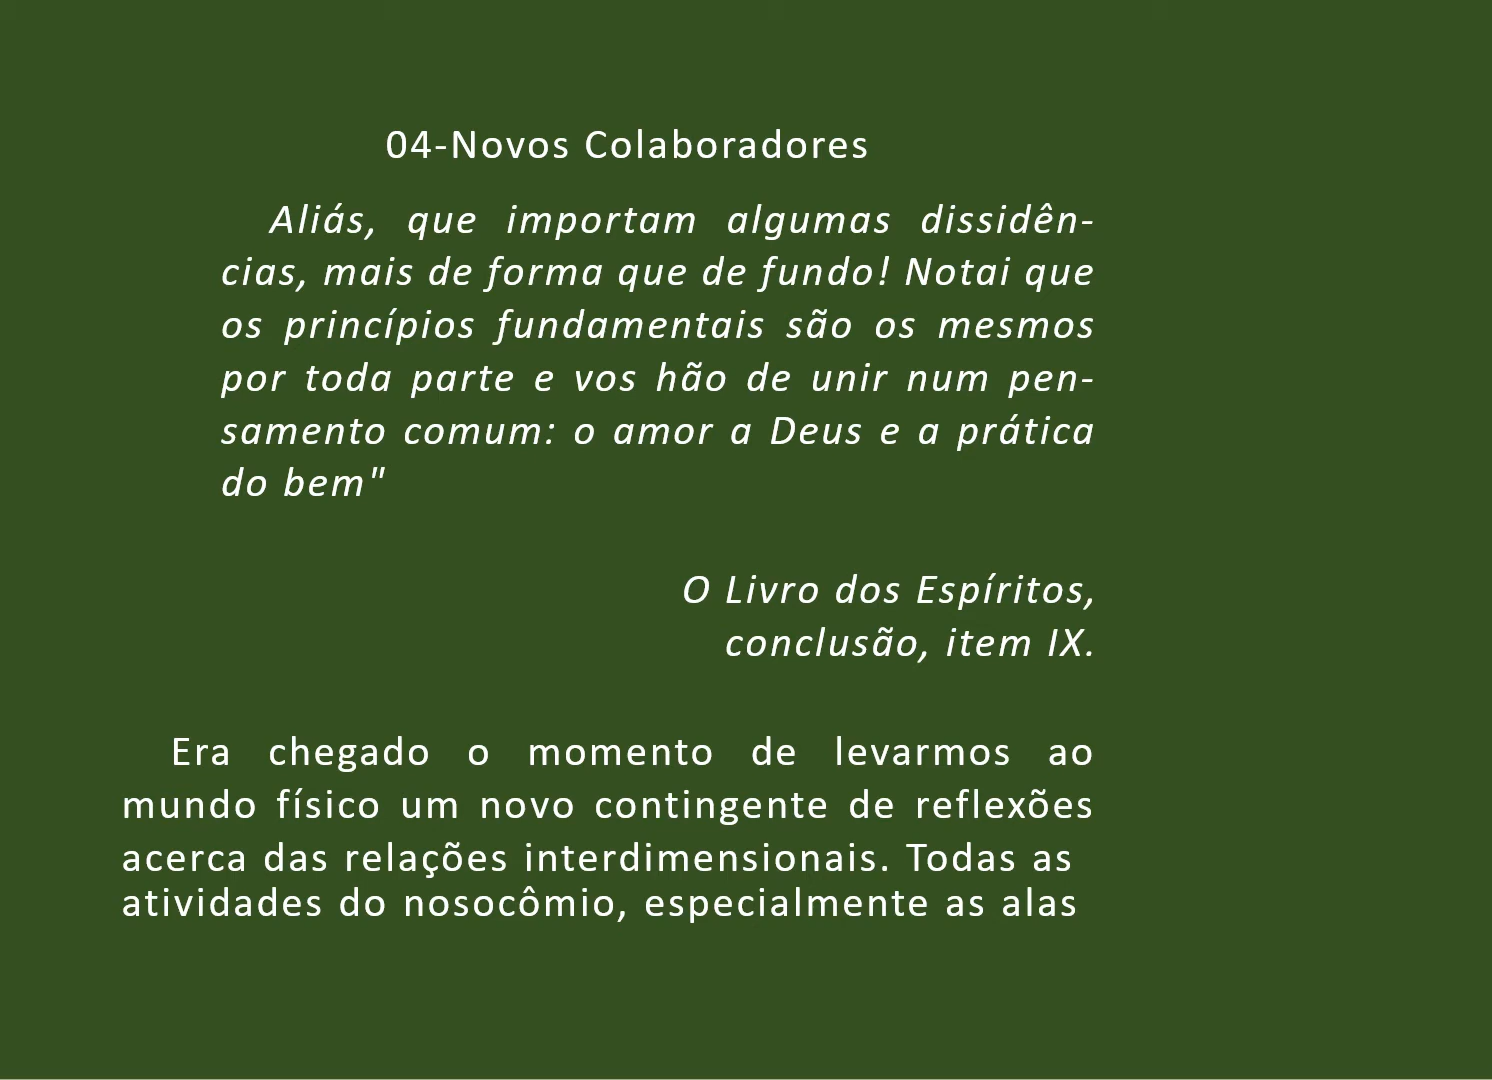 04-Novos Colaboradores
Aliás, que importam algumas dissidên-
cias, mais de forma que de fundo! Notai que
os princípios fundamentais são os mesmos
por toda parte e vos hão de unir num pen-
samento comum: o amor a Deus e a prática
do bem"
O Livro dos Espíritos,
conclusão, item IX.
Era chegado o momento de levarmos ao
mundo físico um novo contingente de reflexões
acerca das relações interdimensionais. Todas as
atividades do nosocômio, especialmente as alas